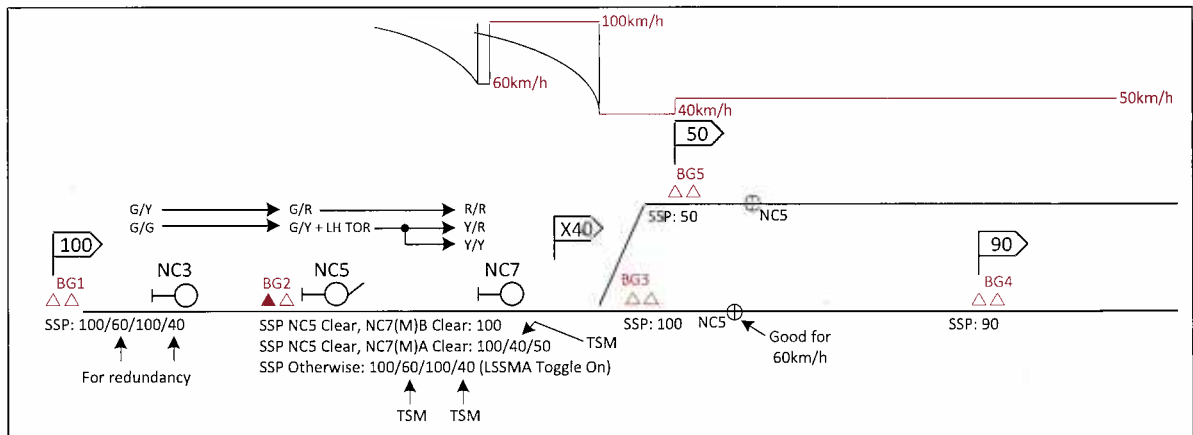 100km/h
60km/h
40km/h
50km/h
50
BG5
G/Y
G/R
R/R
G/G
G/Y + LH TOR
Y/R
Y/Y
SSP: 50
NC5
100
X40
90
BG1
NC3
BG2
NC5
NC7
BG3
BG4
SSP: 100/60/100/40
SSP NC5 Clear, NC7(M)B Clear: 100
SSP NC5 Clear, NC7(M)A Clear: 100/40/50
SSP Otherwise: 100/60/100/40 (LSSMA Toggle On)
TSM
SSP: 100
NC5
SSP: 90
Good for
60km/h
For redundancy
TSM
TSM